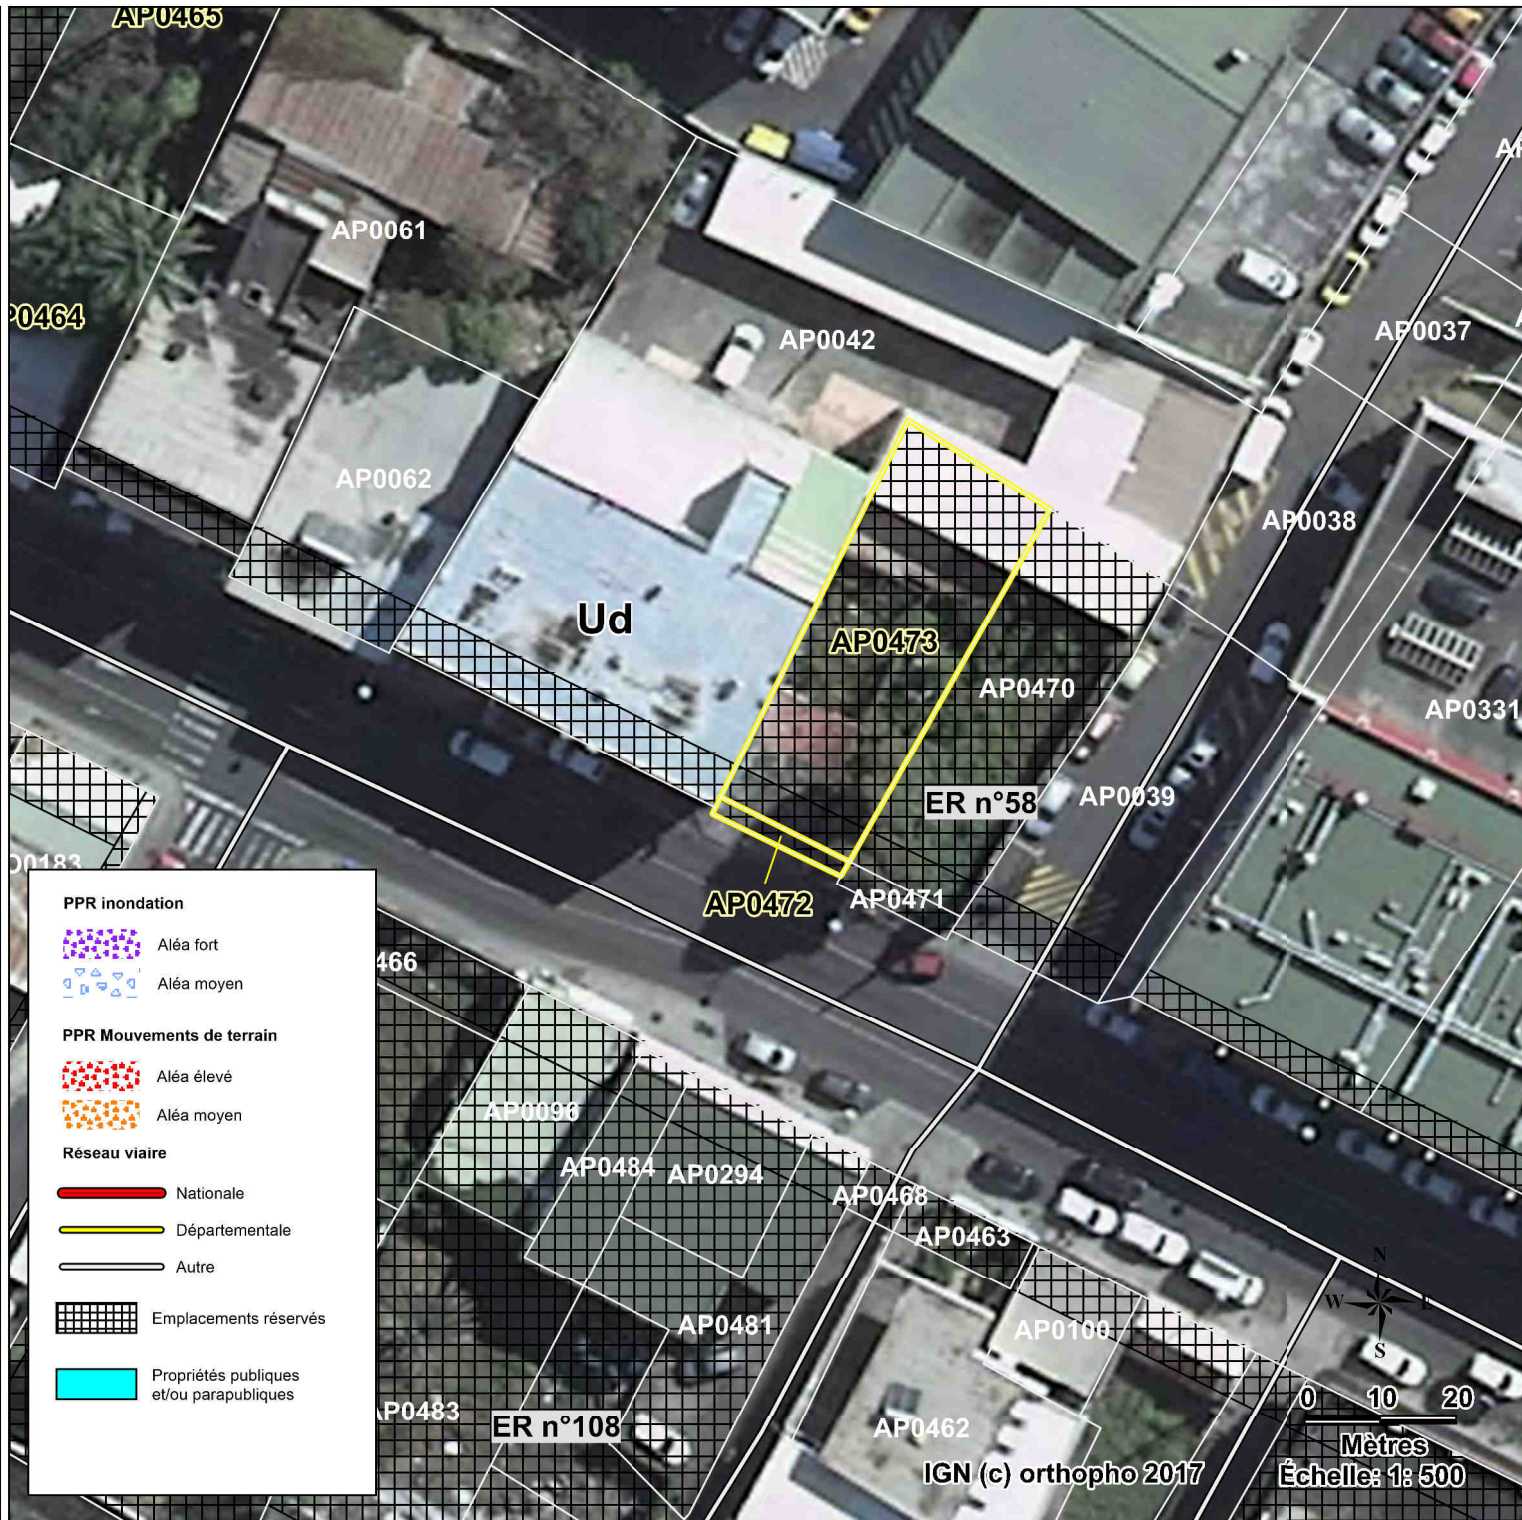 AP0465
AP0061
AP0464
AP0042
AP0037
AP0062
AP0038
Ud
AP0473
AP0470
AP0331
ER n°58
AP0039
AP0472
AP0471
466
AP0096
AP0484
AP0294
AP0468
AP0463
AP0481
AP0100
AP0483
ER n°108
AP0462
PPR inondation
Aléa fort
Aléa moyen
PPR Mouvements de terrain
Aléa élevé
Aléa moyen
Réseau viaire
Nationale
Départementale
Autre
Emplacements réservés
Propriétés publiques
et/ou parapubliques
N
W E
S
0 10 20
Mètres
Échelle: 1: 500
IGN (c) orthopho 2017